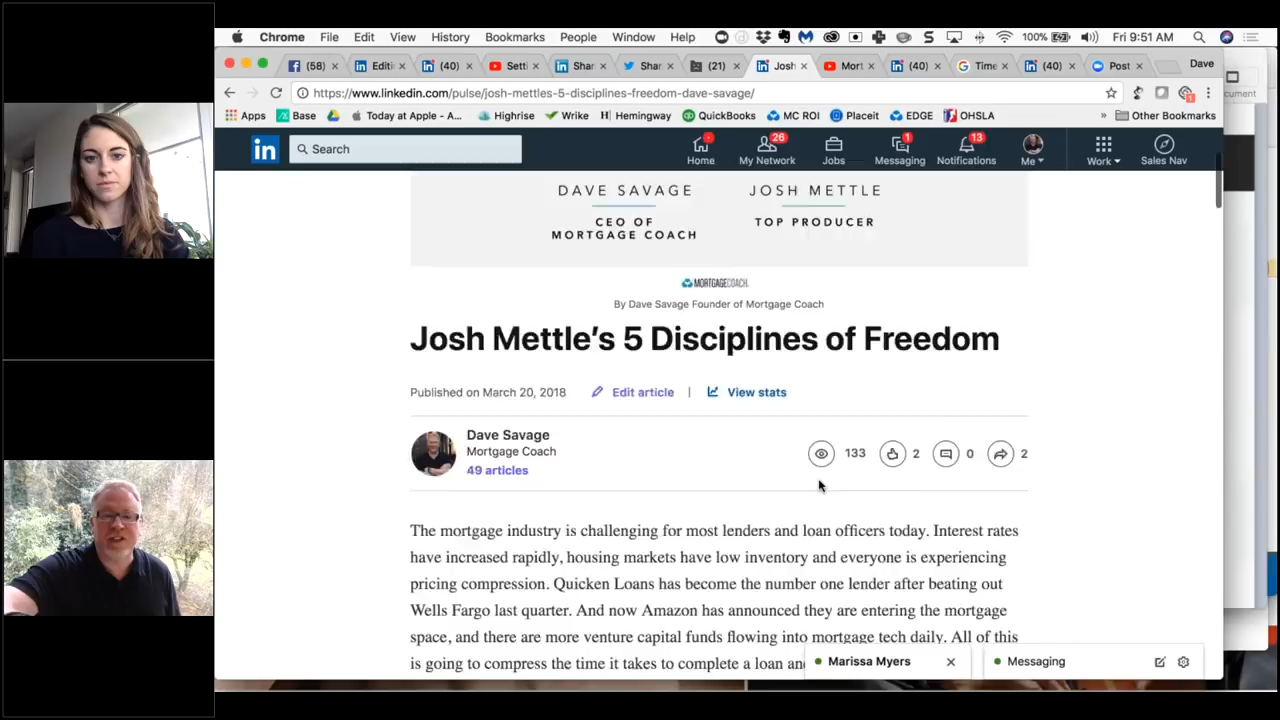 Chrome File Edit View History Bookmarks People Window Help 100% Fri 9:51 AM
(58) Editi (40) Setti Shar Shar (21) Josh Mort (40) Time (40) Post Dave
https://www.linkedin.com/pulse/josh-mettles-5-disciplines-freedom-dave-savage/
Apps Base Today at Apple - A... Highrise Wrike Hemingway QuickBooks MC ROI Placeit EDGE OHSLA » Other Bookmarks
in Search Home 26 My Network Jobs 1 Messaging 13 Notifications Me Work Sales Nav
DAVE SAVAGE JOSH METTLE
CEO OF TOP PRODUCER
MORTGAGE COACH
MORTGAGECOACH
By Dave Savage Founder of Mortgage Coach
Josh Mettle’s 5 Disciplines of Freedom
Published on March 20, 2018 Edit article | View stats
Dave Savage
Mortgage Coach
49 articles
133 2 0 2
The mortgage industry is challenging for most lenders and loan officers today. Interest rates
have increased rapidly, housing markets have low inventory and everyone is experiencing
pricing compression. Quicken Loans has become the number one lender after beating out
Wells Fargo last quarter. And now Amazon has announced they are entering the mortgage
space, and there are more venture capital funds flowing into mortgage tech daily. All of this
is going to compress the time it takes to complete a loan an
Marissa Myers Messaging